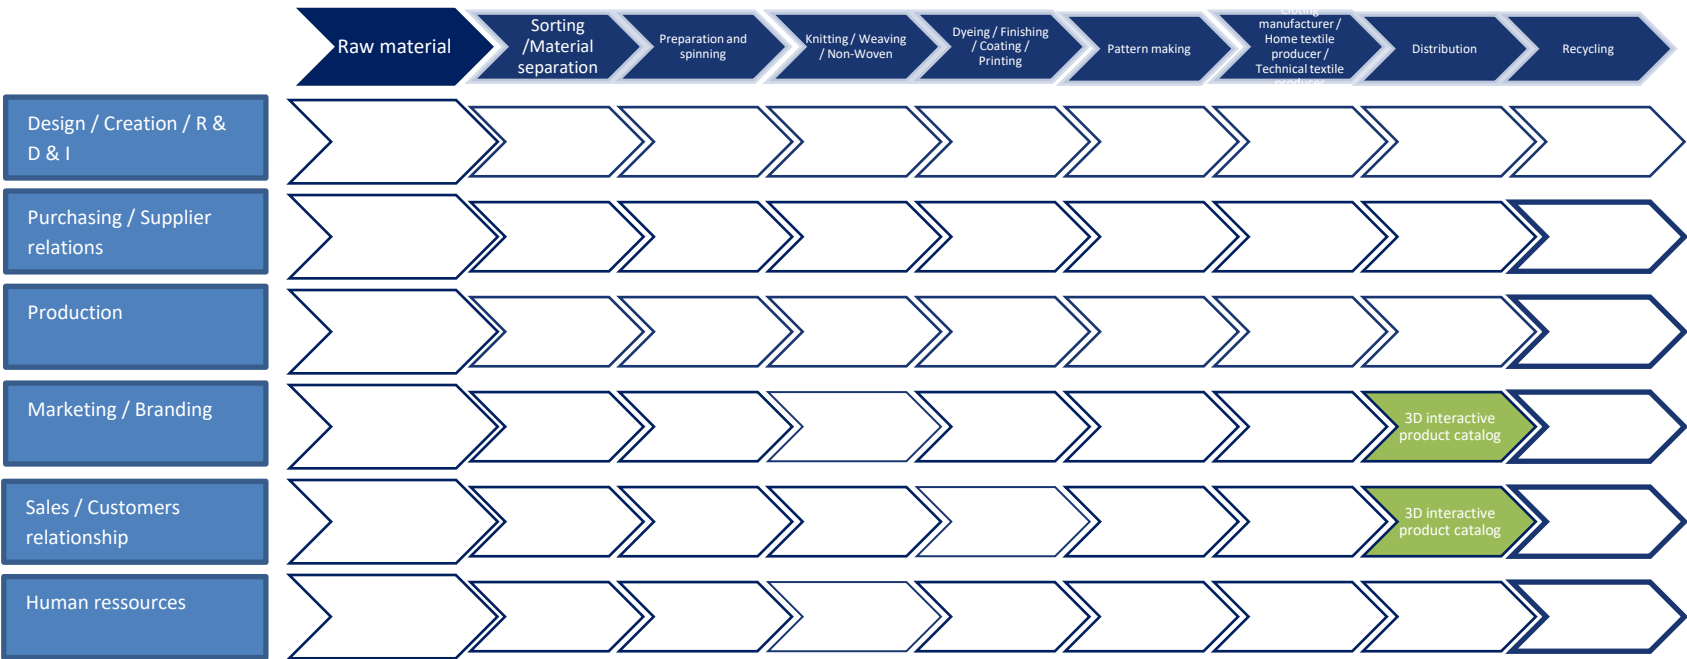 Raw material
Sorting
/Material
separation
Preparation and
spinning
Knitting / Weaving
/ Non-Woven
Dyeing / Finishing
/ Coating /
Printing
Pattern making
Cloting
manufacturer /
Home textile
producer /
Technical textile
producer
Distribution
Recycling
Design / Creation / R &
D & I
Purchasing / Supplier
relations
Production
Marketing / Branding
3D interactive
product catalog
Sales / Customers
relationship
3D interactive
product catalog
Human ressources